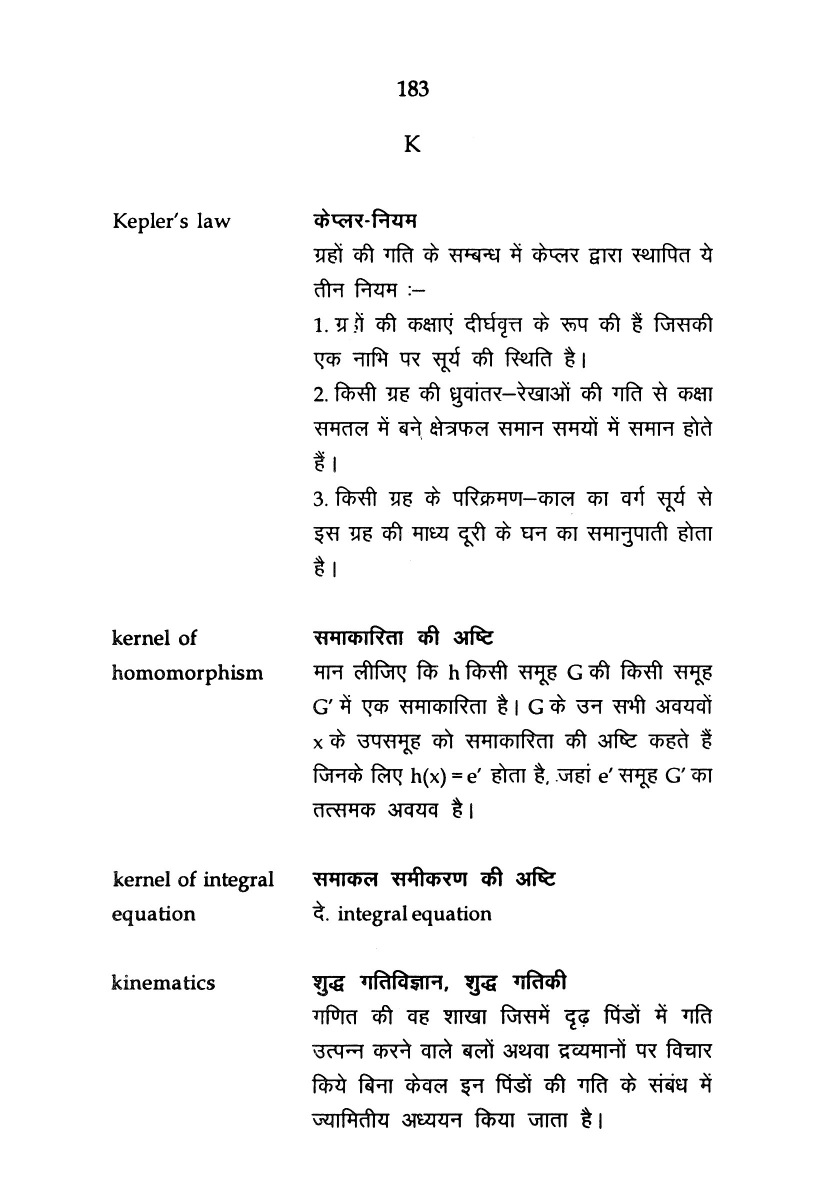 183
K
Kepler's law केप्लर-नियम
ग्रहों की गति के सम्बन्ध में केप्लर द्वारा स्थापित ये
तीन नियम :–
1. की कक्षाएं दीर्घवृत्त के रूप की हैं जिसकी
एक नाभि पर सूर्य की स्थिति है।
2. किसी ग्रह की ध्रुवांतर–रेखाओं की गति से कक्षा
समतल में बने क्षेत्रफल समान समयों में समान होते
हैं।
3. किसी ग्रह के परिक्रमण–काल का वर्ग सूर्य से
इस ग्रह की माध्य दूरी के घन का समानुपाती होता
है।
kernel of समाकारिता की अष्टि
homomorphism मान लीजिए कि h किसी समूह G की किसी समूह
G′ में एक समाकारिता है। G के उन सभी अवयवों
x के उपसमूह को समाकारिता की अष्टि कहते हैं
जिनके लिए h(x) = e′ होता है, जहां e′ समूह G′ का
तत्समक अवयव है।
kernel of integral समाकल समीकरण की अष्टि
equation दे. integral equation
kinematics शुद्ध गतिविज्ञान, शुद्ध गतिकी
गणित की वह शाखा जिसमें दृढ़ पिंडों में गति
उत्पन्न करने वाले बलों अथवा द्रव्यमानों पर विचार
किये बिना केवल इन पिंडों की गति के संबंध में
ज्यामितीय अध्ययन किया जाता है।